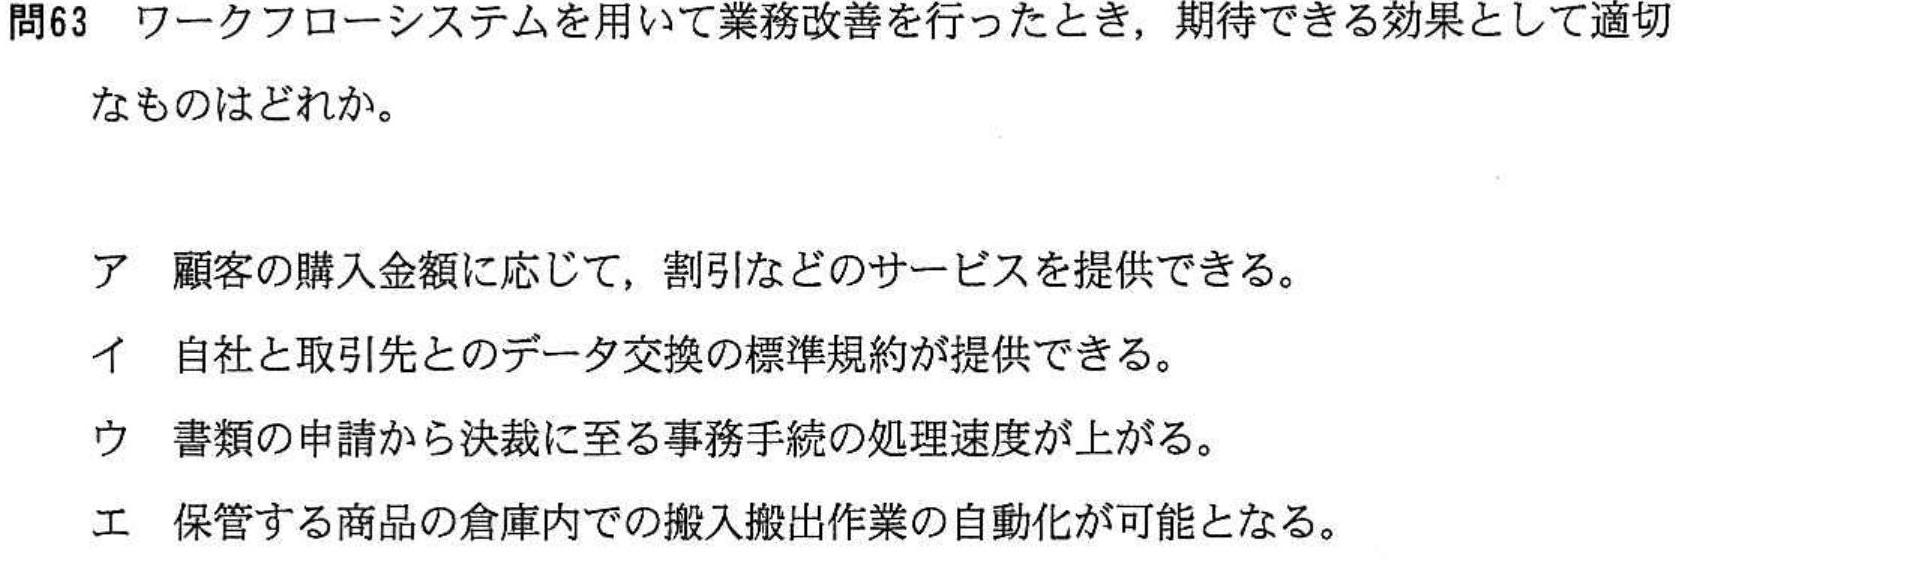 問63　ワークフローシステムを用いて業務改善を行ったとき，期待できる効果として適切
なものはどれか。
ア　顧客の購入金額に応じて，割引などのサービスを提供できる。
イ　自社と取引先とのデータ交換の標準規約が提供できる。
ウ　書類の申請から決裁に至る事務手続の処理速度が上がる。
エ　保管する商品の倉庫内での搬入搬出作業の自動化が可能となる。